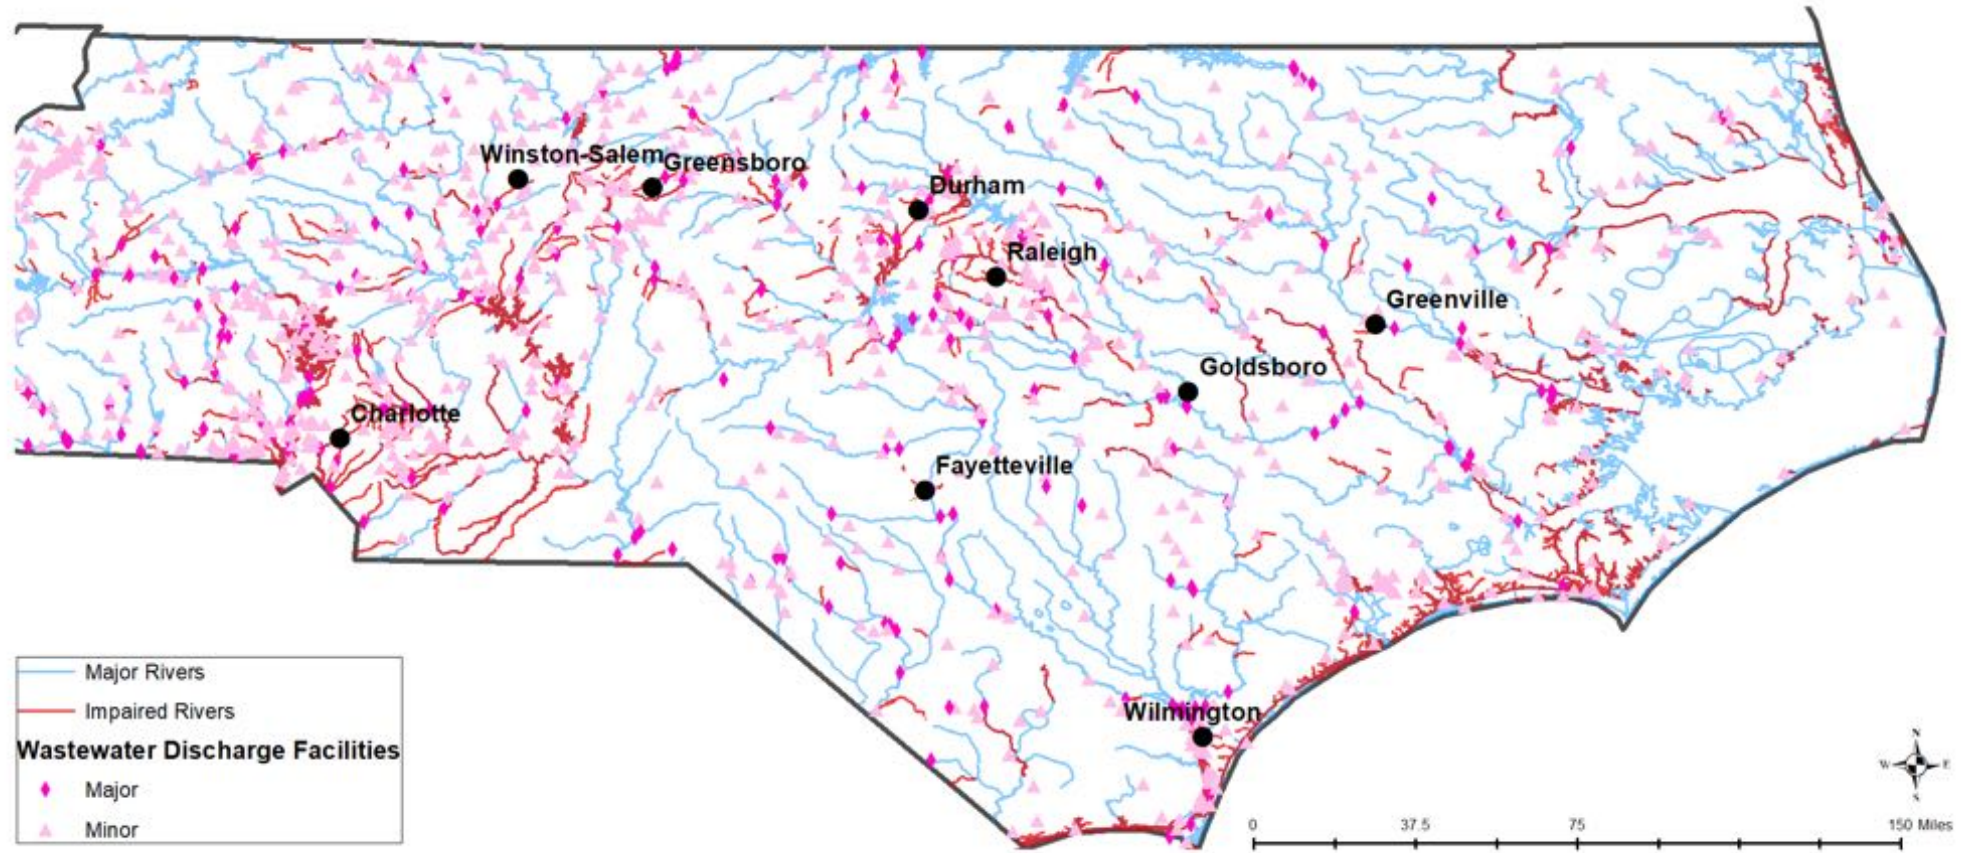 Winston-Salem
Greensboro
Durham
Raleigh
Greenville
Goldsboro
Charlotte
Fayetteville
Wilmington
Major Rivers
Impaired Rivers
Wastewater Discharge Facilities
Major
Minor
N
W E
S
0 37.5 75 150 Miles